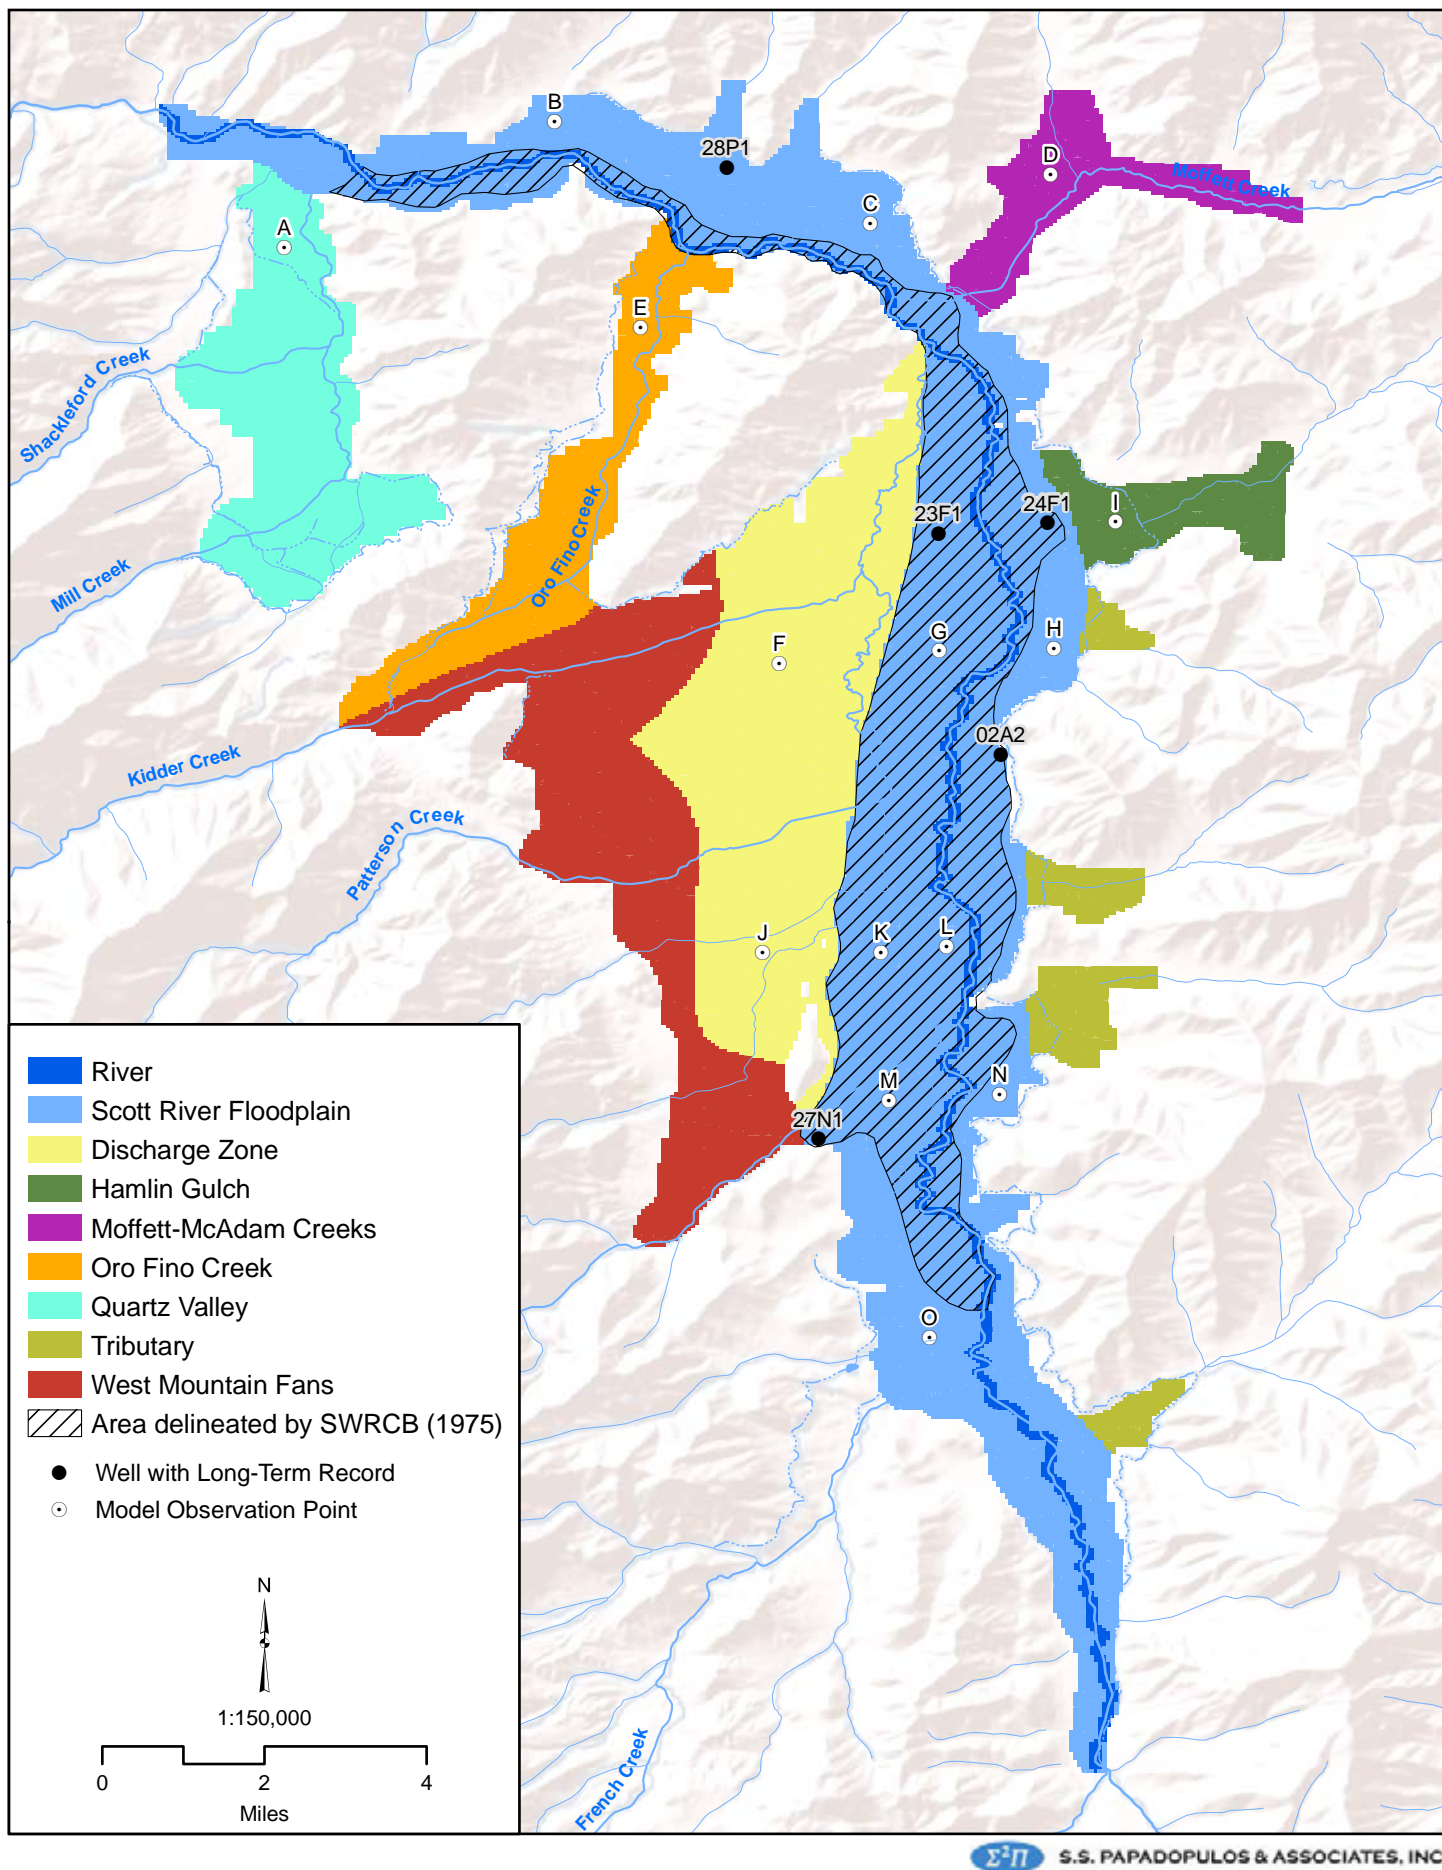 B
28P1
D
Moffett Creek
C
A
E
Shackleford Creek
23F1
24F1
I
Oro Fino Creek
Mill Creek
G
H
F
02A2
Kidder Creek
Patterson Creek
J
K
L
M
N
27N1
O
French Creek
River
Scott River Floodplain
Discharge Zone
Hamlin Gulch
Moffett-McAdam Creeks
Oro Fino Creek
Quartz Valley
Tributary
West Mountain Fans
Area delineated by SWRCB (1975)
Well with Long-Term Record
Model Observation Point
N
1:150,000
0 2 4
Miles
Σ²Π S.S. PAPADOPULOS & ASSOCIATES, INC